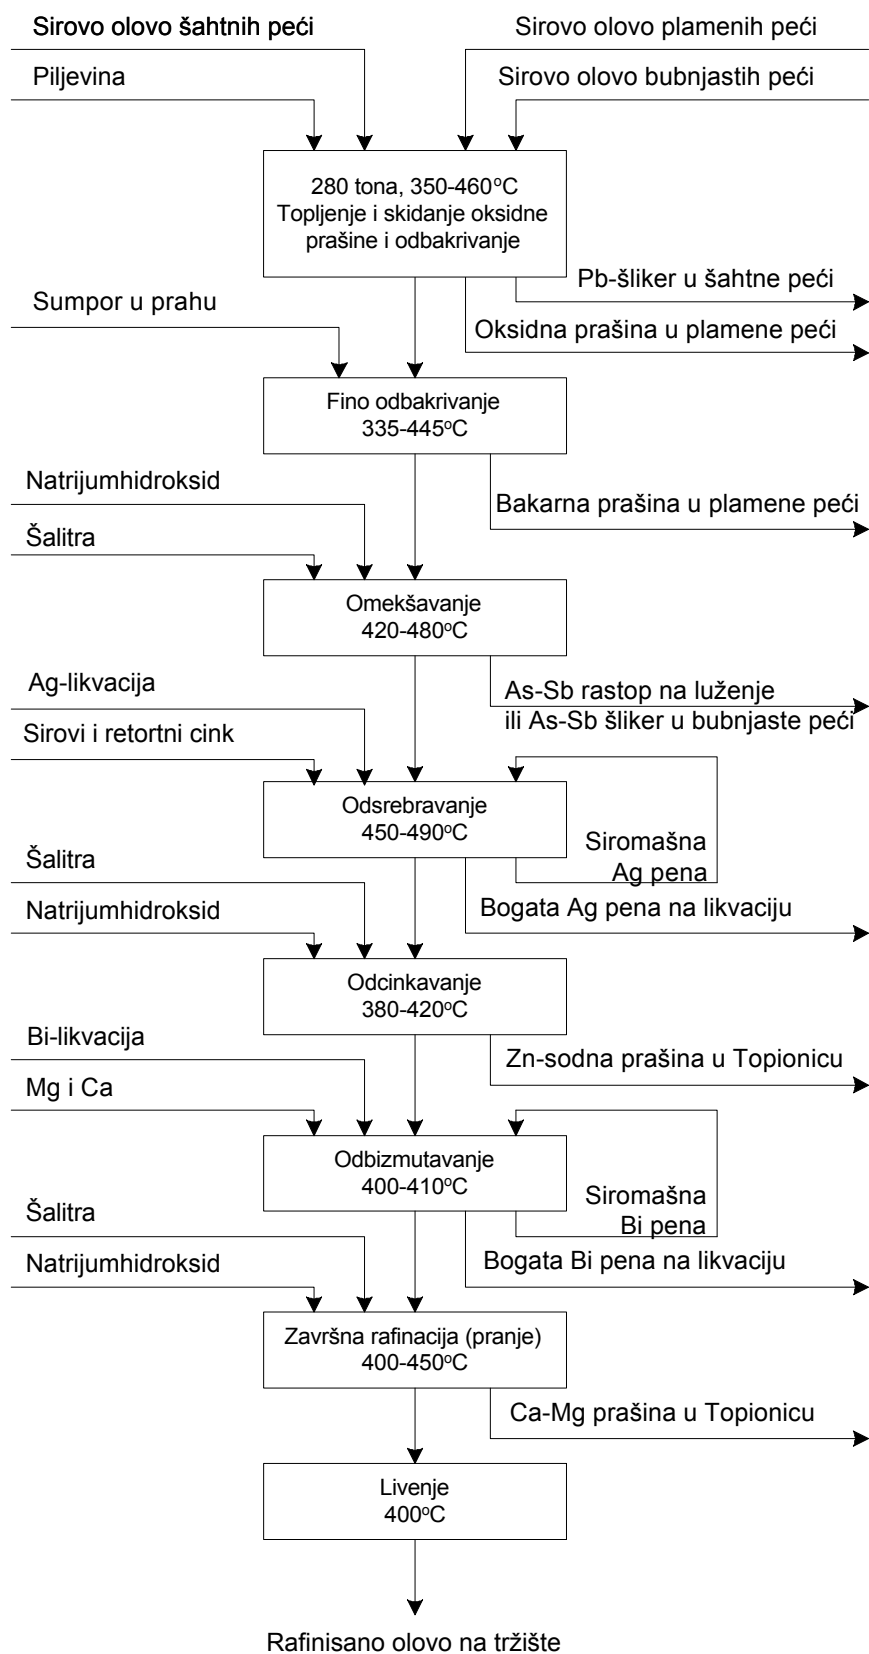 Sirovo olovo šahtnih peći
Sirovo olovo plamenih peći
Piljevina
Sirovo olovo bubnjastih peći
280 tona, 350-460°C
Topljenje i skidanje oksidne
prašine i odbakrivanje
Pb-šliker u šahtne peći
Sumpor u prahu
Oksidna prašina u plamene peći
Fino odbakrivanje
335-445°C
Natrijumhidroksid
Bakarna prašina u plamene peći
Šalitra
Omekšavanje
420-480°C
Ag-likvacija
As-Sb rastop na luženje
ili As-Sb šliker u bubnjaste peći
Sirovi i retortni cink
Odsrebravanje
450-490°C
Siromašna
Ag pena
Šalitra
Bogata Ag pena na likvaciju
Natrijumhidroksid
Odcinkavanje
380-420°C
Bi-likvacija
Zn-sodna prašina u Topionicu
Mg i Ca
Odbizmutavanje
400-410°C
Siromašna
Bi pena
Šalitra
Bogata Bi pena na likvaciju
Natrijumhidroksid
Završna rafinacija (pranje)
400-450°C
Ca-Mg prašina u Topionicu
Livenje
400°C
Rafinisano olovo na tržište